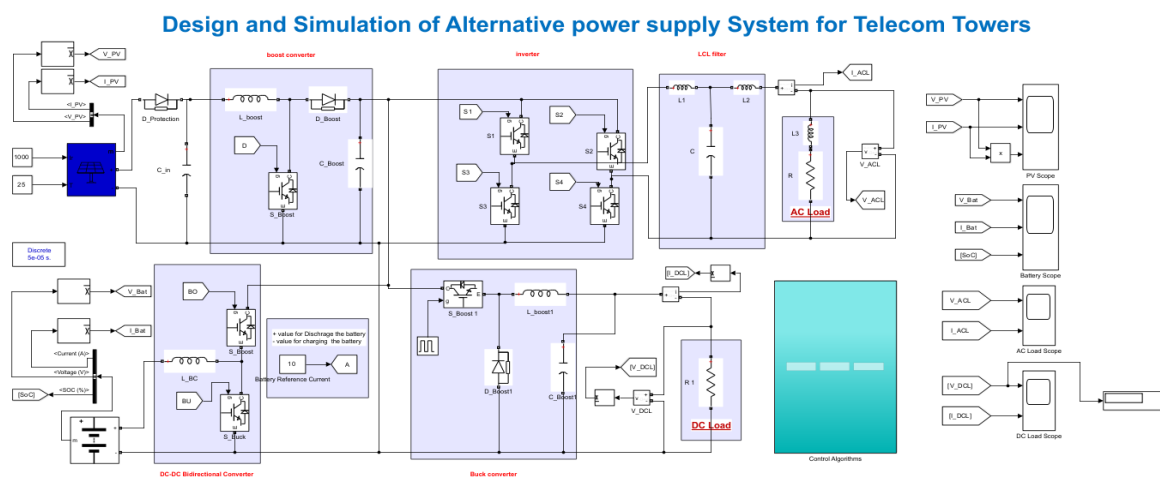 Design and Simulation of Alternative power supply System for Telecom Towers
boost converter
inverter
LCL filter
V_PV
I_PV
<I_PV>
<V_PV>
D_Protection
1000
25
C_in
L_boost
D_Boost
D
C_Boost
S_Boost
S1
S1
S2
S2
S3
S3
S4
S4
L1
L2
C
I_ACL
L3
R
AC Load
V_ACL
V_ACL
V_PV
I_PV
PV Scope
V_Bat
I_Bat
[SoC]
Battery Scope
V_ACL
I_ACL
AC Load Scope
[V_DCL]
[I_DCL]
DC Load Scope
Discrete
5e-05 s.
V_Bat
I_Bat
<Current (A)>
<Voltage (V)>
<SOC (%)>
[SoC]
m
BO
S_Boost
L_BC
BU
S_Buck
DC-DC Bidirectional Converter
+ value for Dischrage the battery
- value for charging the battery
10
A
Battery Reference Current
S_Boost 1
L_boost1
D_Boost1
C_Boost1
Buck converter
[I_DCL]
[V_DCL]
V_DCL
R 1
DC Load
Control Algorithms